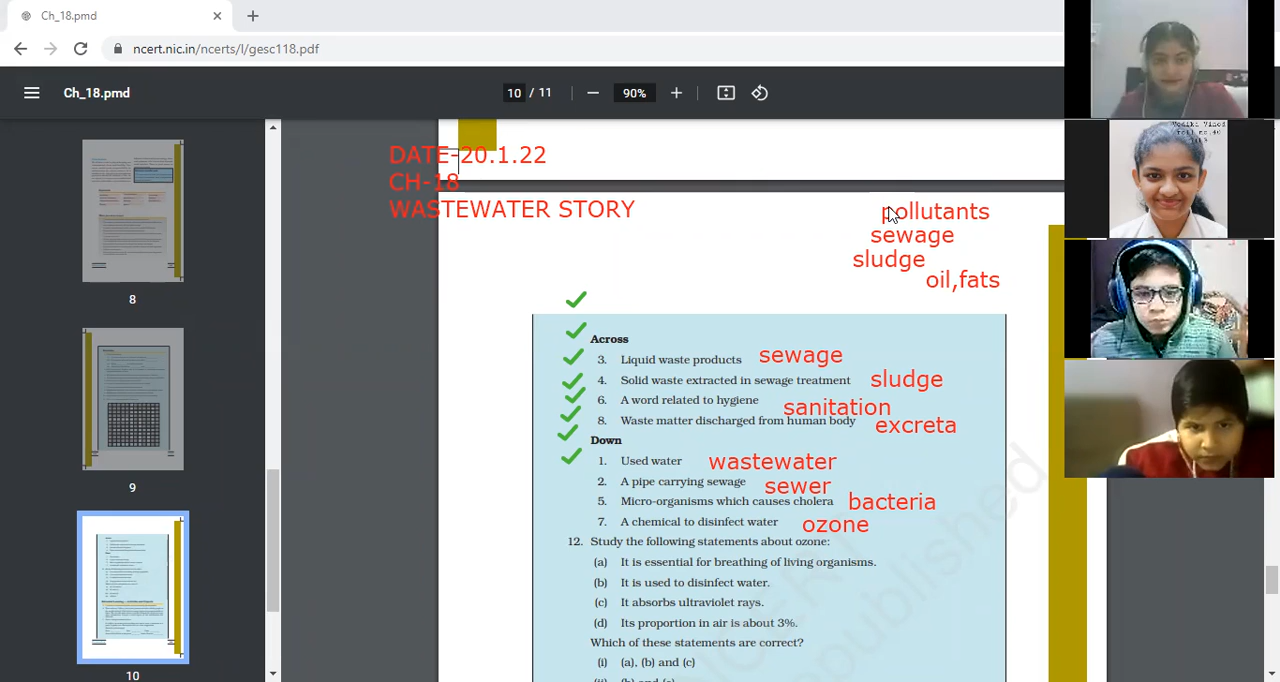 Ch_18.pmd
ncert.nic.in/ncerts/l/gesc118.pdf
Ch_18.pmd
10 / 11
90%
8
9
10
DATE-20.1.22
CH-18
WASTEWATER STORY
pollutants
sewage
sludge
oil,fats
Across
3. Liquid waste products sewage
4. Solid waste extracted in sewage treatment sludge
6. A word related to hygiene sanitation
8. Waste matter discharged from human body excreta
Down
1. Used water wastewater
2. A pipe carrying sewage sewer
5. Micro-organisms which causes cholera bacteria
7. A chemical to disinfect water ozone
12. Study the following statements about ozone:
(a) It is essential for breathing of living organisms.
(b) It is used to disinfect water.
(c) It absorbs ultraviolet rays.
(d) Its proportion in air is about 3%.
Which of these statements are correct?
(i) (a), (b) and (c)
published